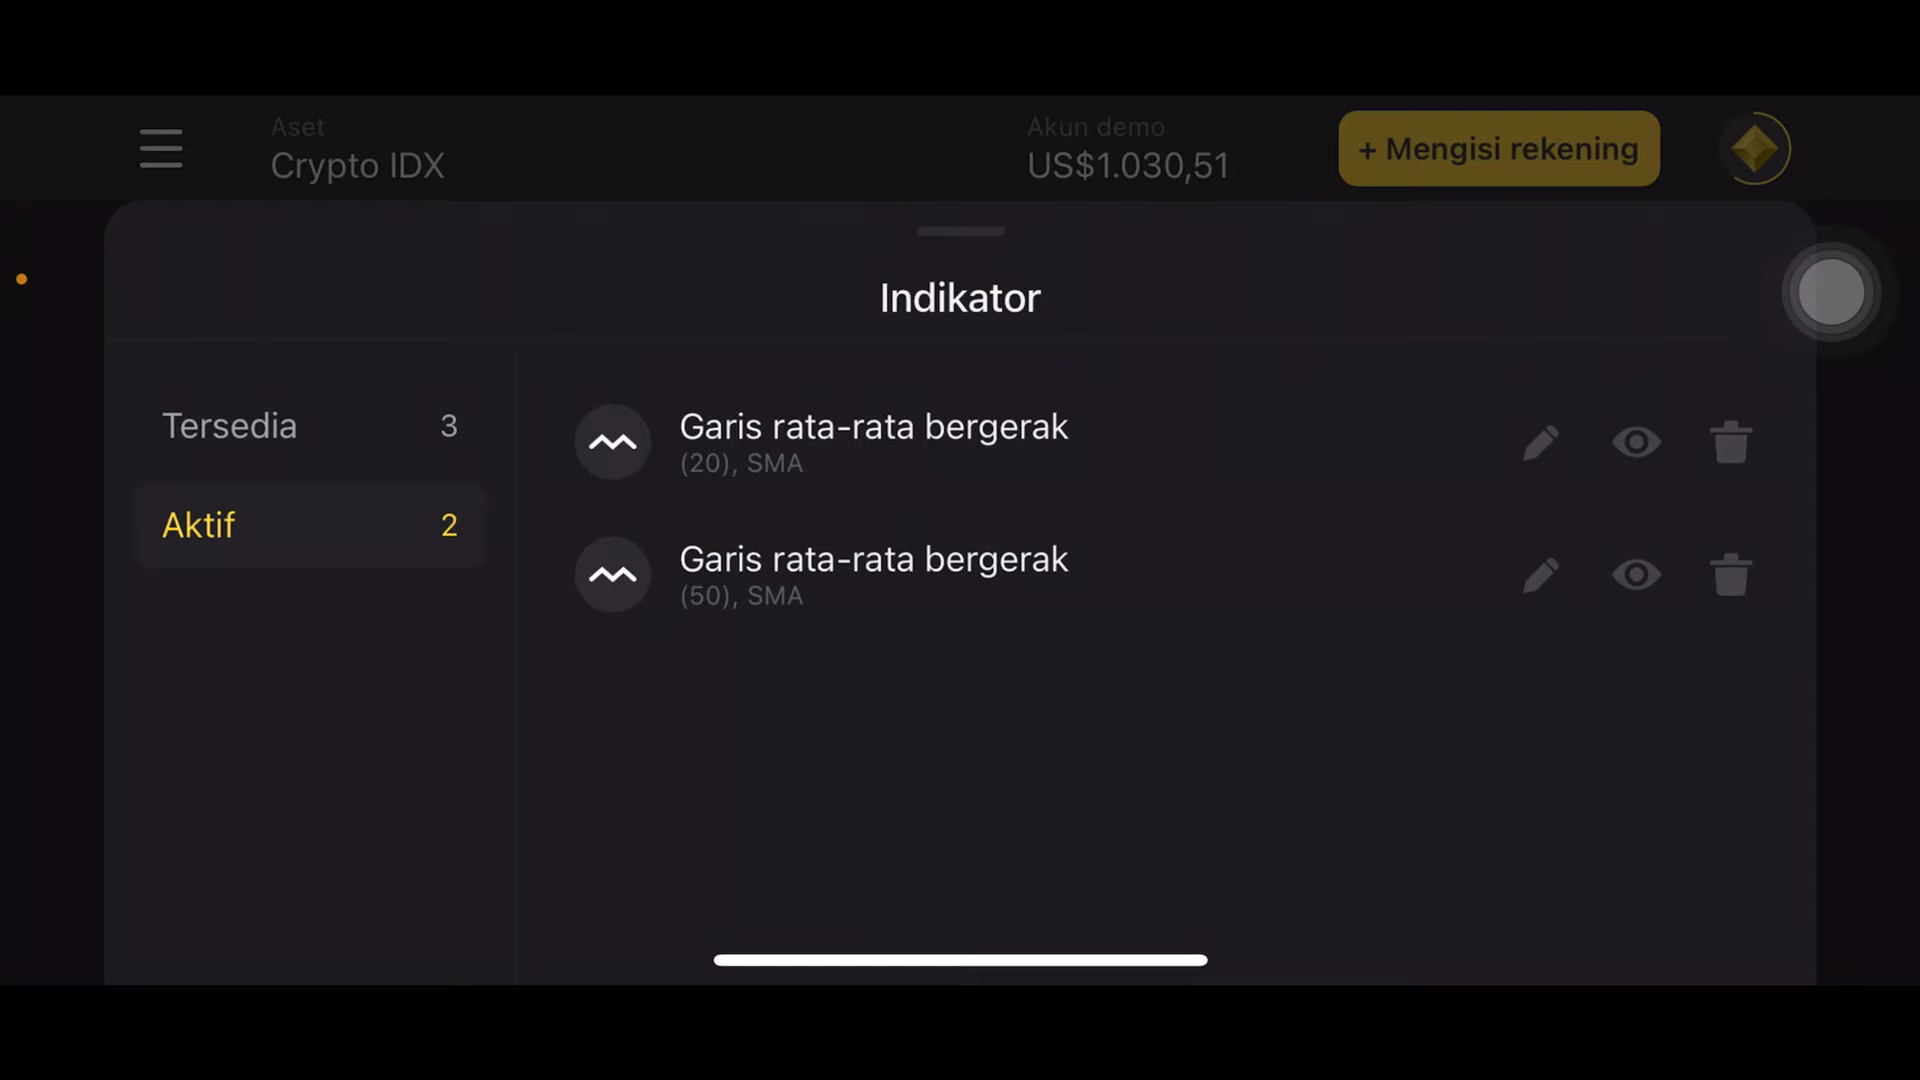 Aset
Crypto IDX
Akun demo
US$1.030,51
+ Mengisi rekening
Indikator
Tersedia 3
Aktif 2
Garis rata-rata bergerak
(20), SMA
Garis rata-rata bergerak
(50), SMA